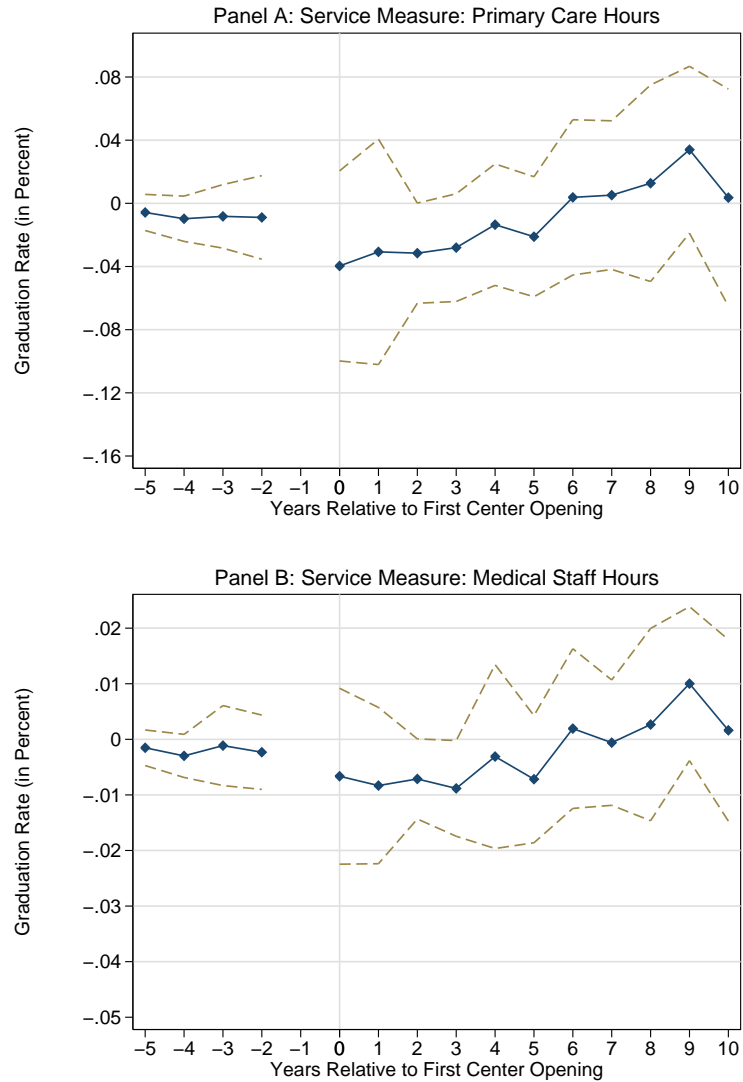 Panel A: Service Measure: Primary Care Hours
Graduation Rate (in Percent)
.08
.04
0
−.04
−.08
−.12
−.16
−5 −4 −3 −2 −1 0 1 2 3 4 5 6 7 8 9 10
Years Relative to First Center Opening
Panel B: Service Measure: Medical Staff Hours
Graduation Rate (in Percent)
.02
.01
0
−.01
−.02
−.03
−.04
−.05
−5 −4 −3 −2 −1 0 1 2 3 4 5 6 7 8 9 10
Years Relative to First Center Opening